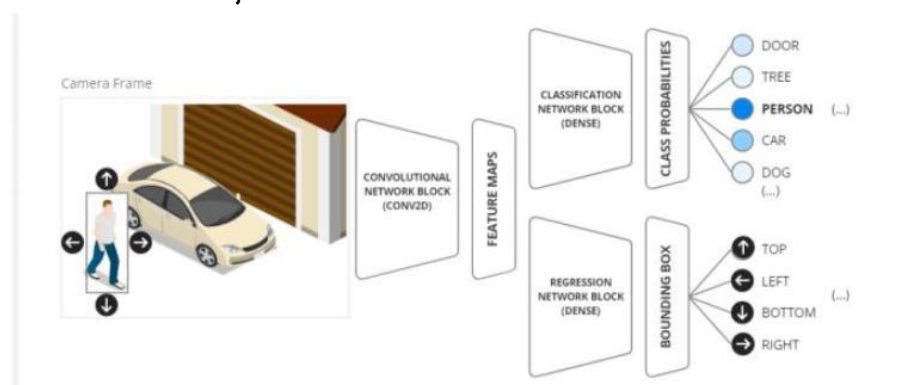 Camera Frame
CONVOLUTIONAL
NETWORK BLOCK
(CONV2D)
FEATURE MAPS
CLASSIFICATION
NETWORK BLOCK
(DENSE)
CLASS PROBABILITIES
DOOR
TREE
PERSON (...)
CAR
DOG
(...)
REGRESSION
NETWORK BLOCK
(DENSE)
BOUNDING BOX
TOP
LEFT
(...)
BOTTOM
RIGHT